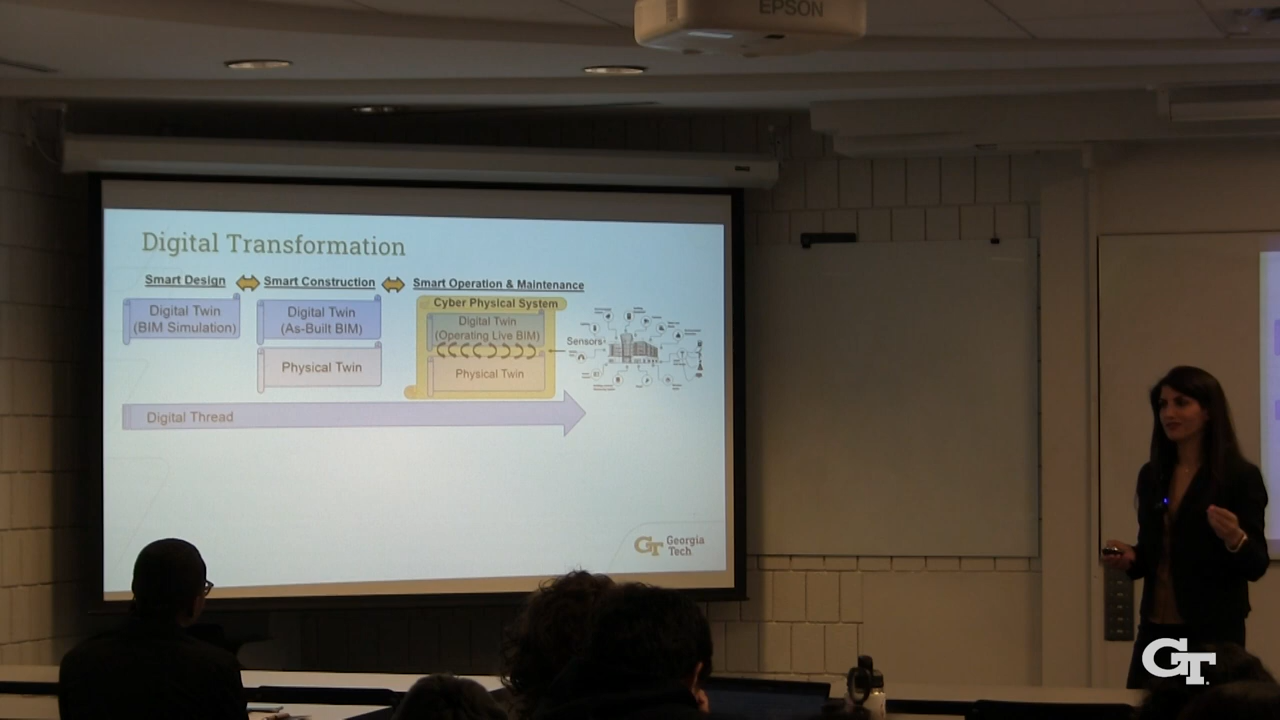 EPSON
Digital Transformation
Smart Design Smart Construction Smart Operation & Maintenance
Cyber Physical System
Digital Twin
(BIM Simulation)
Digital Twin
(As-Built BIM)
Digital Twin
(Operating Live BIM)
Sensors
Physical Twin
Physical Twin
Digital Thread
GT Georgia
Tech
GT